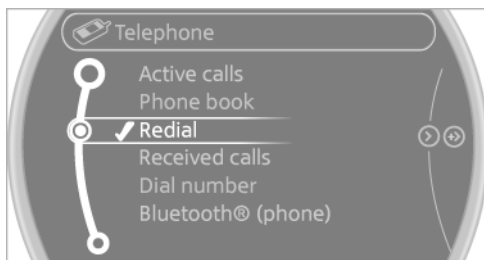 Telephone
Active calls
Phone book
Redial
Received calls
Dial number
Bluetooth® (phone)